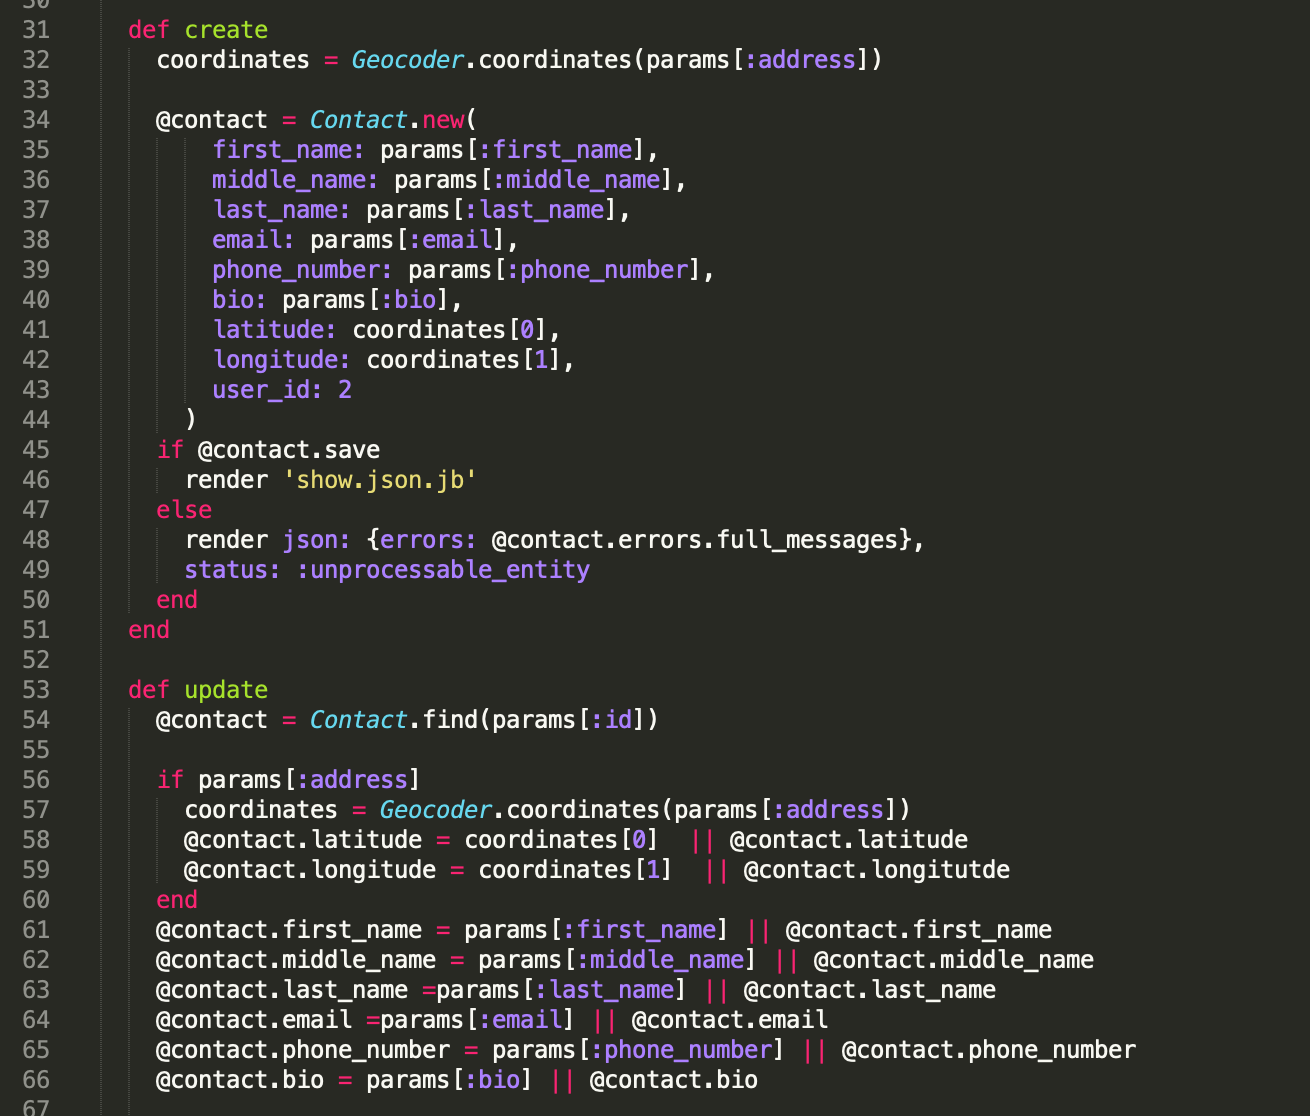 30
31 def create
32 coordinates = Geocoder.coordinates(params[:address])
33
34 @contact = Contact.new(
35 first_name: params[:first_name],
36 middle_name: params[:middle_name],
37 last_name: params[:last_name],
38 email: params[:email],
39 phone_number: params[:phone_number],
40 bio: params[:bio],
41 latitude: coordinates[0],
42 longitude: coordinates[1],
43 user_id: 2
44 )
45 if @contact.save
46 render 'show.json.jb'
47 else
48 render json: {errors: @contact.errors.full_messages},
49 status: :unprocessable_entity
50 end
51 end
52
53 def update
54 @contact = Contact.find(params[:id])
55
56 if params[:address]
57 coordinates = Geocoder.coordinates(params[:address])
58 @contact.latitude = coordinates[0]  || @contact.latitude
59 @contact.longitude = coordinates[1]  || @contact.longitutde
60 end
61 @contact.first_name = params[:first_name] || @contact.first_name
62 @contact.middle_name = params[:middle_name] || @contact.middle_name
63 @contact.last_name =params[:last_name] || @contact.last_name
64 @contact.email =params[:email] || @contact.email
65 @contact.phone_number = params[:phone_number] || @contact.phone_number
66 @contact.bio = params[:bio] || @contact.bio
67